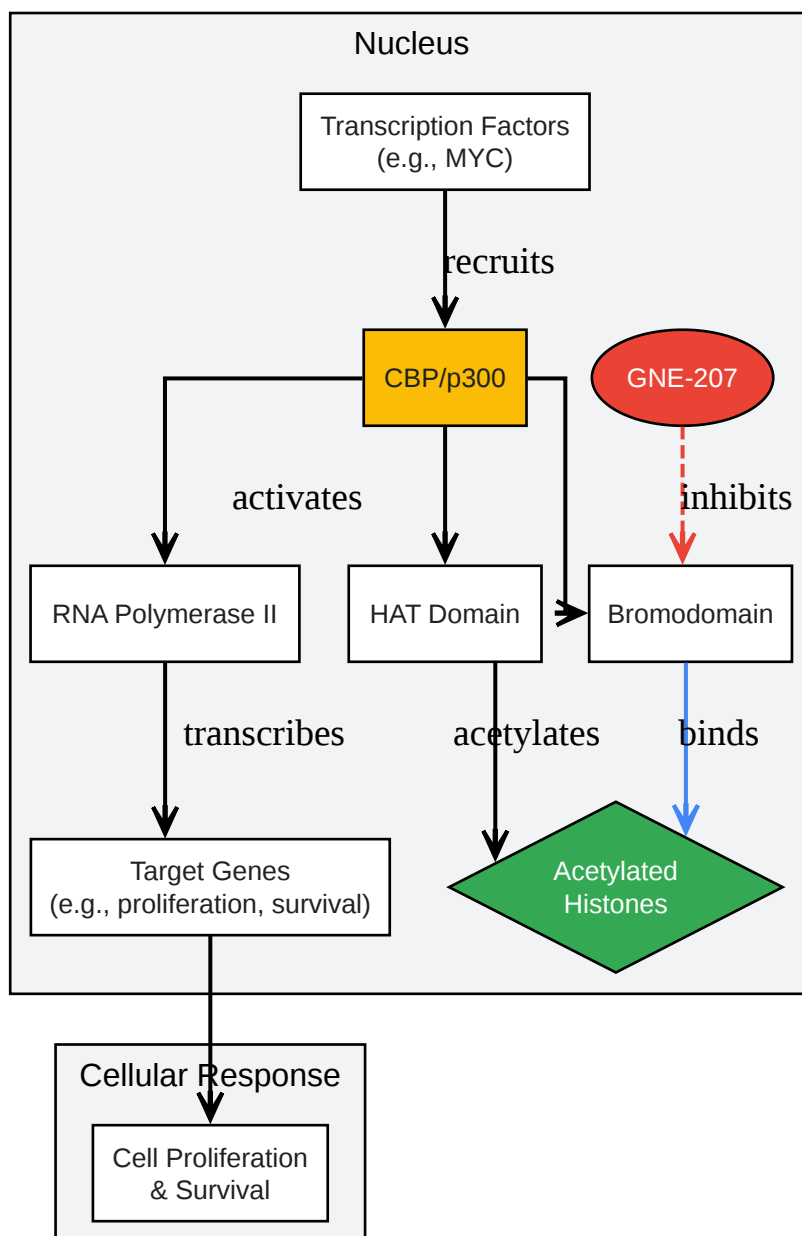 Nucleus
Transcription Factors
(e.g., MYC)
recruits
CBP/p300
GNE-207
activates
inhibits
RNA Polymerase II
HAT Domain
Bromodomain
transcribes
acetylates
binds
Target Genes
(e.g., proliferation, survival)
Acetylated
Histones
Cellular Response
Cell Proliferation
& Survival